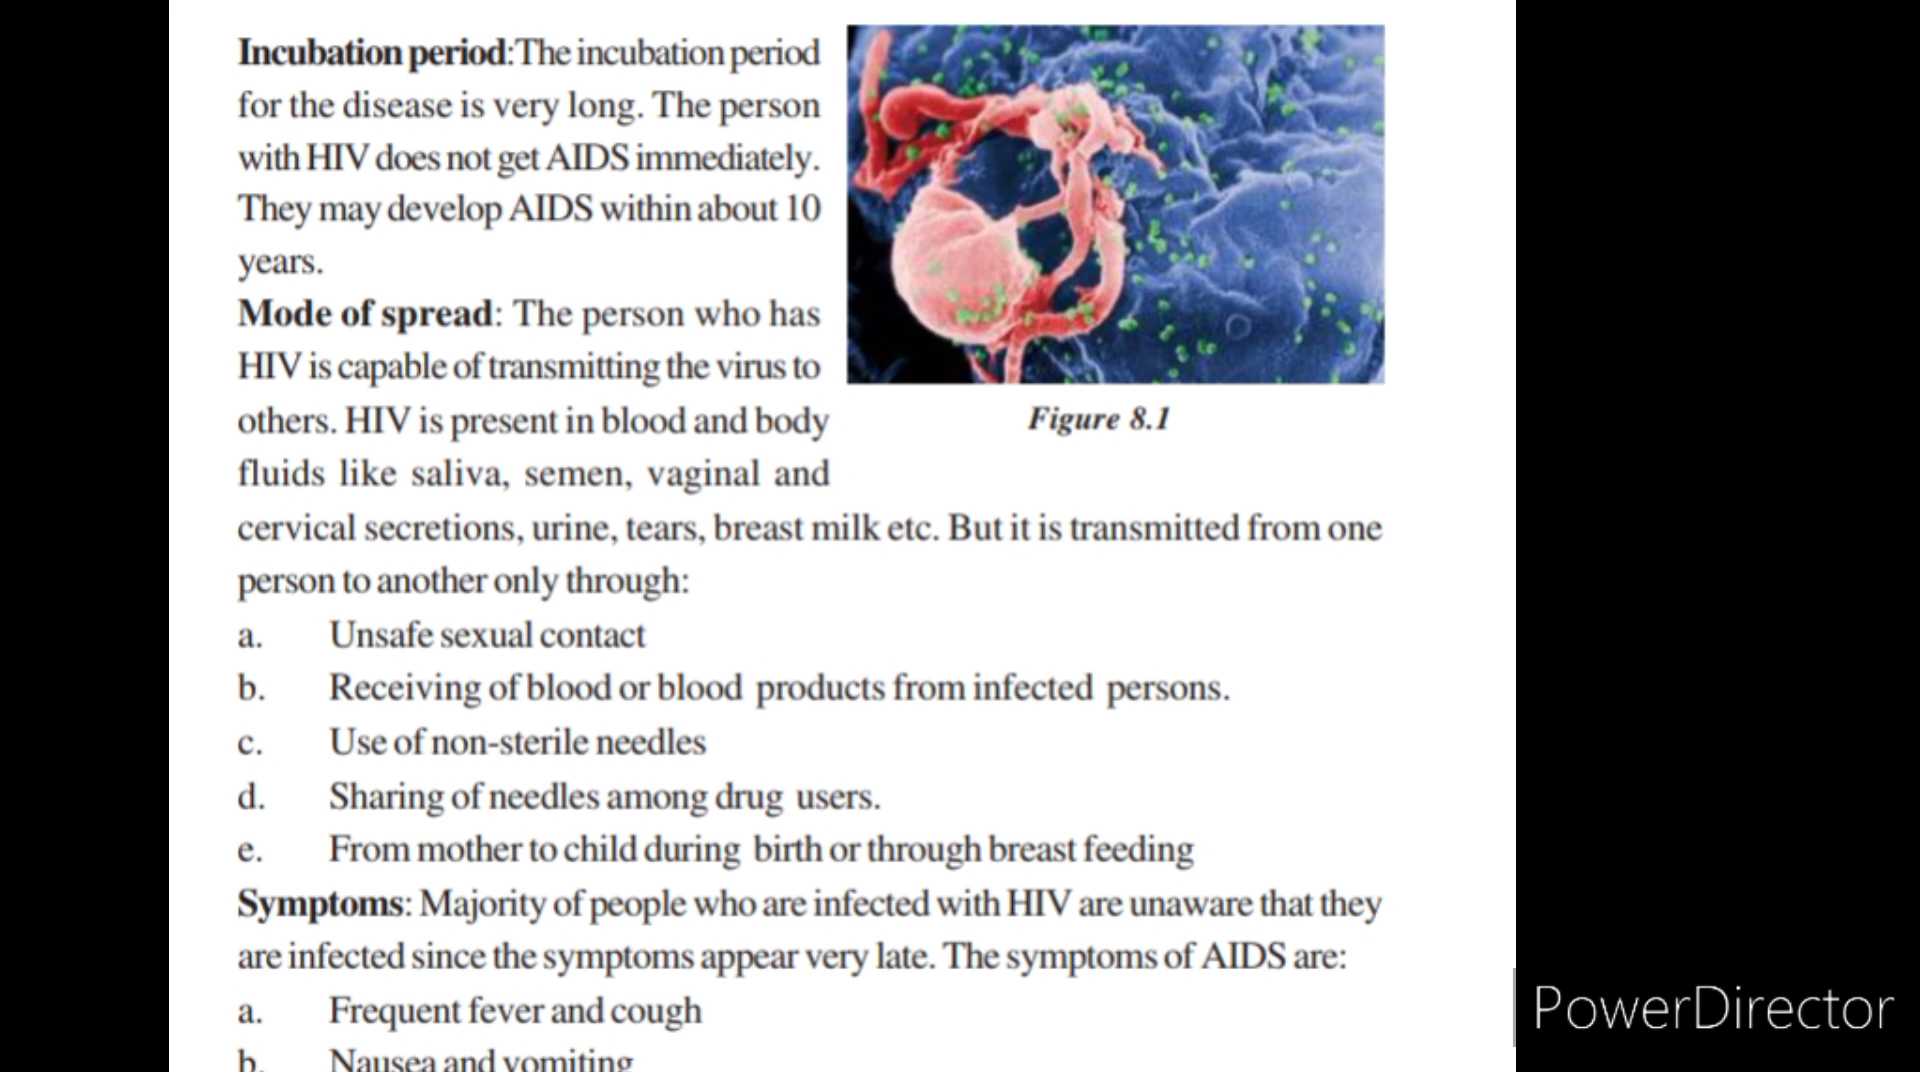 Incubation period:The incubation period
for the disease is very long. The person
with HIV does not get AIDS immediately.
They may develop AIDS within about 10
years.
Mode of spread: The person who has
HIV is capable of transmitting the virus to
others. HIV is present in blood and body
fluids like saliva, semen, vaginal and
cervical secretions, urine, tears, breast milk etc. But it is transmitted from one
person to another only through:
a. Unsafe sexual contact
b. Receiving of blood or blood products from infected persons.
c. Use of non-sterile needles
d. Sharing of needles among drug users.
e. From mother to child during birth or through breast feeding
Symptoms: Majority of people who are infected with HIV are unaware that they
are infected since the symptoms appear very late. The symptoms of AIDS are:
a. Frequent fever and cough
b. Nausea and vomiting
Figure 8.1
PowerDirector